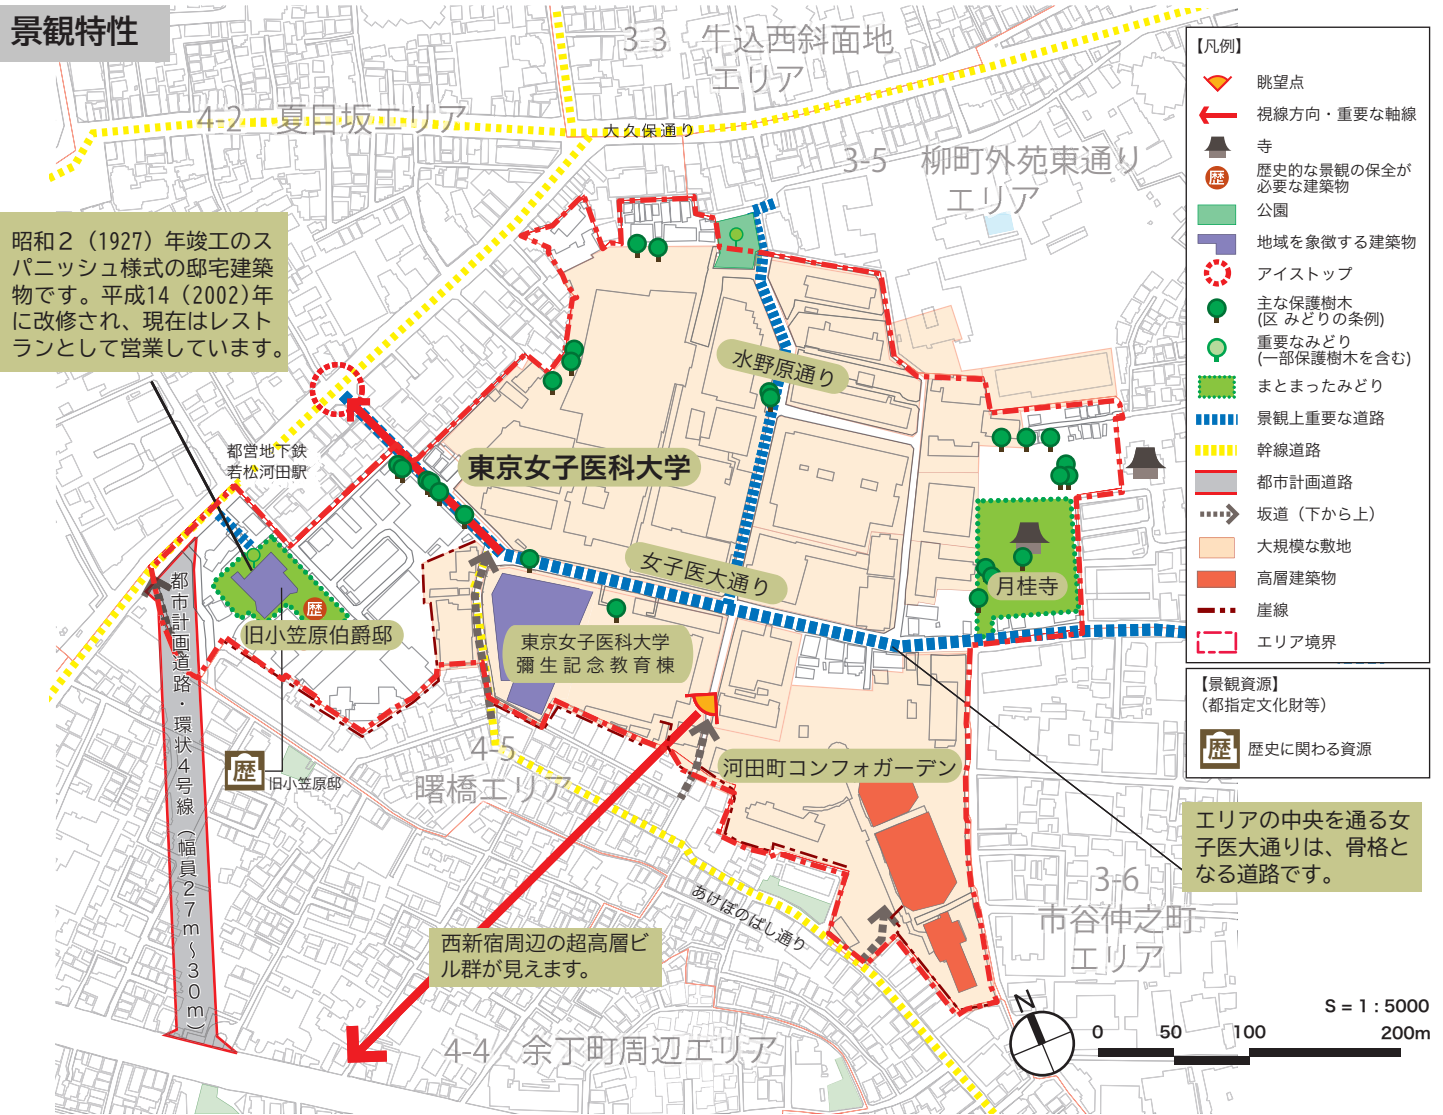 景観特性
3-3 牛込西斜面地
エリア
4-2 夏目坂エリア
大久保通り
3-5 柳町外苑東通り
エリア
昭和２（1927）年竣工のス
パニッシュ様式の邸宅建築
物です。平成14（2002)年
に改修され、現在はレスト
ランとして営業しています。
水野原通り
都営地下鉄
若松河田駅
東京女子医科大学
女子医大通り
月桂寺
都市計画道路・環状４号線（幅員２７ｍ～３０ｍ）
歴
旧小笠原伯爵邸
東京女子医科大学
彌生記念教育棟
4-5
曙橋エリア
歴
旧小笠原邸
河田町コンフォガーデン
あけぼのばし通り
西新宿周辺の超高層ビ
ル群が見えます。
4-4 余丁町周辺エリア
3-6
市谷仲之町
エリア
エリアの中央を通る女
子医大通りは、骨格と
なる道路です。
【凡例】
眺望点
視線方向・重要な軸線
寺
歴
歴史的な景観の保全が
必要な建築物
公園
地域を象徴する建築物
アイストップ
主な保護樹木
(区 みどりの条例)
重要なみどり
(一部保護樹木を含む)
まとまったみどり
景観上重要な道路
幹線道路
都市計画道路
坂道（下から上）
大規模な敷地
高層建築物
崖線
エリア境界
【景観資源】
（都指定文化財等）
歴
歴史に関わる資源
N
S = 1 : 5000
0 50 100 200m